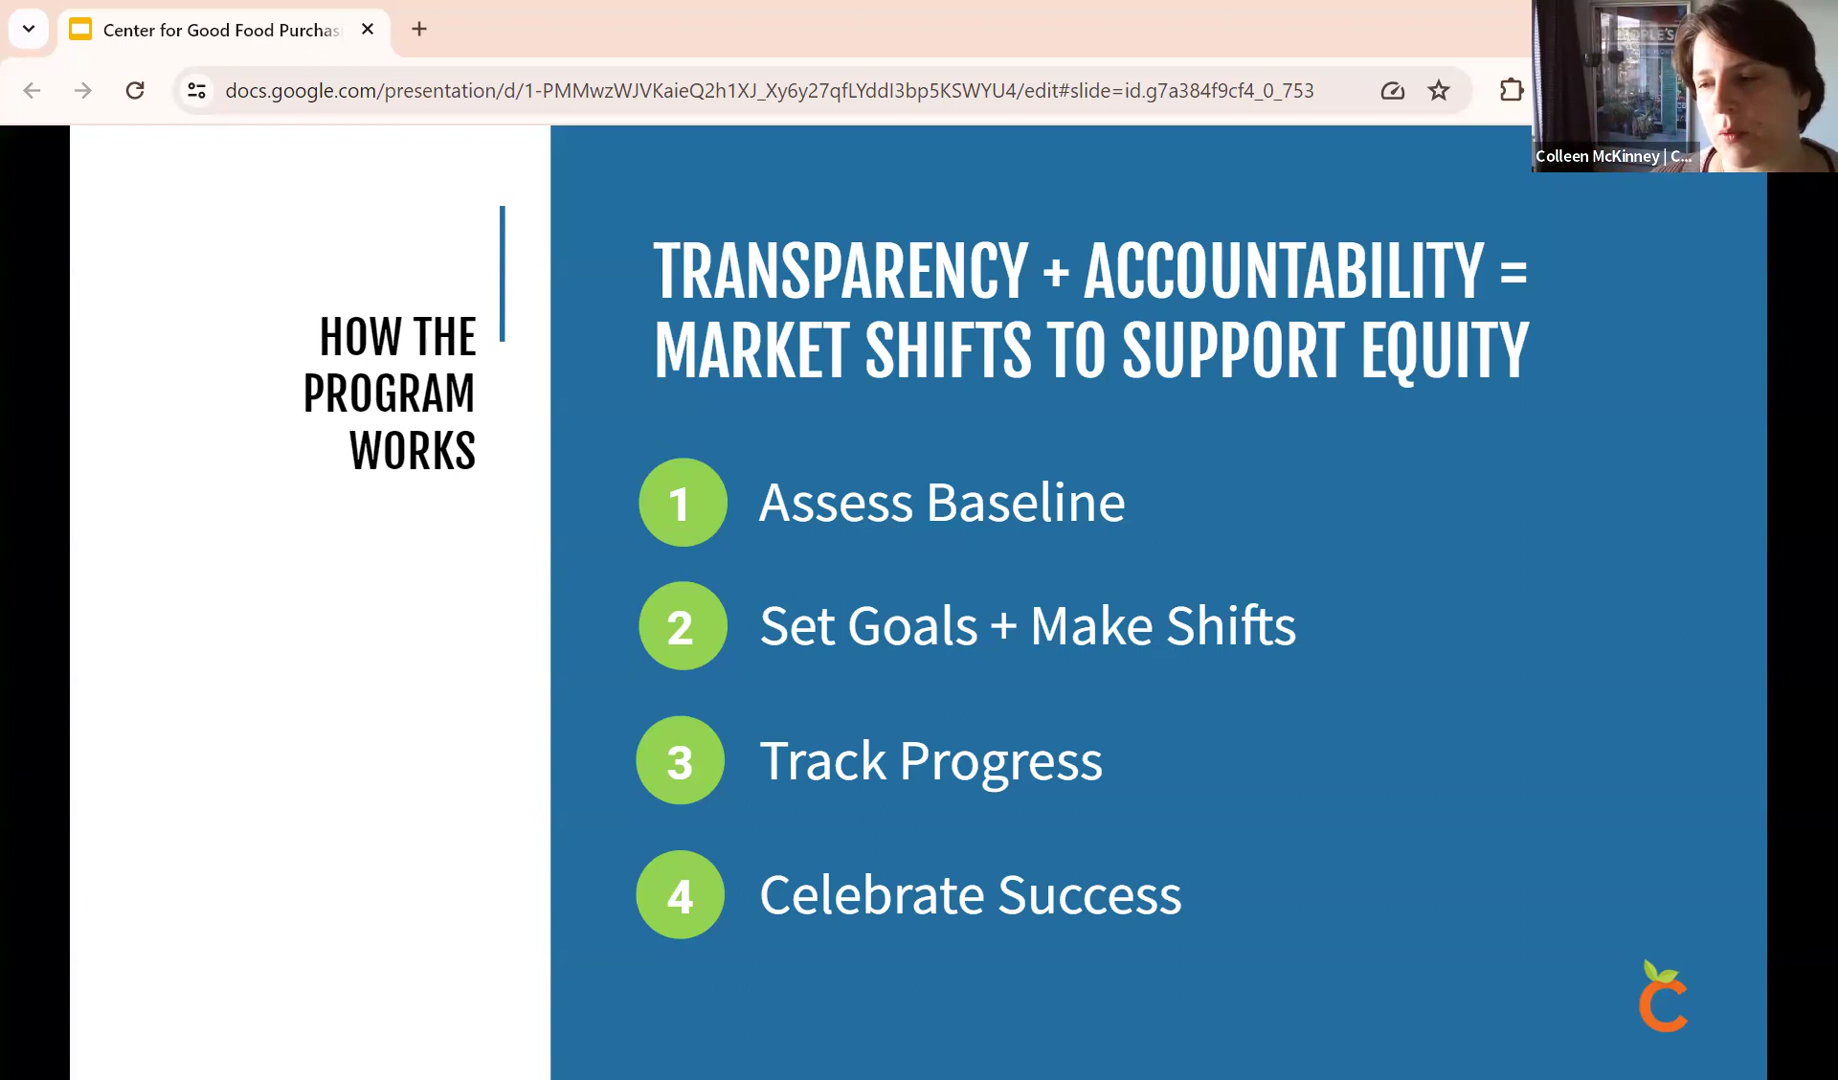 Center for Good Food Purchas
docs.google.com/presentation/d/1-PMMwzWJVKaieQ2h1XJ_Xy6y27qfLYddI3bp5KSWYU4/edit#slide=id.g7a384f9cf4_0_753
Colleen McKinney | C...
HOW THE
PROGRAM
WORKS
TRANSPARENCY + ACCOUNTABILITY =
MARKET SHIFTS TO SUPPORT EQUITY
1 Assess Baseline
2 Set Goals + Make Shifts
3 Track Progress
4 Celebrate Success